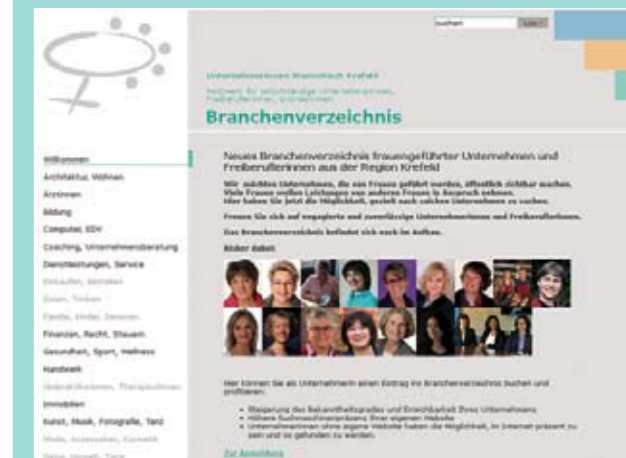 suchen
Los !
Unternehmerinnen Stammtisch Krefeld
Netzwerk für selbstständige Unternehmerinnen,
Freiberuflerinnen, Gründerinnen
Branchenverzeichnis
Willkommen
Architektur, Wohnen
Ärztinnen
Bildung
Computer, EDV
Coaching, Unternehmensberatung
Dienstleistungen, Service
Einkaufen, Bestellen
Essen, Trinken
Familie, Kinder, Senioren
Finanzen, Recht, Steuern
Gesundheit, Sport, Wellness
Handwerk
Heilpraktikerinnen, Therapeutinnen
Immobilien
Kunst, Musik, Fotografie, Tanz
Mode, Accessoires, Kosmetik
Natur, Umwelt, Tiere
Neues Branchenverzeichnis frauengeführter Unternehmen und
Freiberuflerinnen aus der Region Krefeld
Wir möchten Unternehmen, die von Frauen geführt werden, öffentlich sichtbar machen.
Viele Frauen wollen Leistungen von anderen Frauen in Anspruch nehmen.
Hier haben Sie jetzt die Möglichkeit, gezielt nach solchen Unternehmen zu suchen.
Freuen Sie sich auf engagierte und zuverlässige Unternehmerinnen und Freiberuflerinnen.
Das Branchenverzeichnis befindet sich noch im Aufbau.
Bisher dabei:
Hier können Sie als Unternehmerin einen Eintrag ins Branchenverzeichnis buchen und
profitieren:
• Steigerung des Bekanntheitsgrades und Erreichbarkeit Ihres Unternehmens
• Höhere Suchmaschinenpräsenz Ihrer eigenen Website
• Unternehmerinnen ohne eigene Website haben die Möglichkeit, im Internet präsent zu
sein und so gefunden zu werden.
Zur Anmeldung